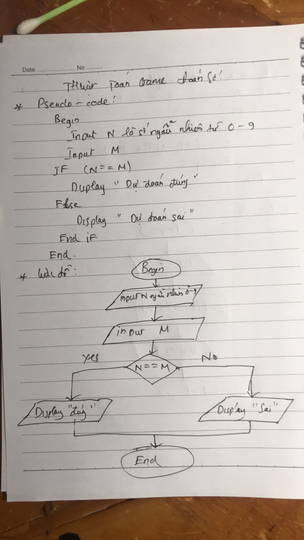 Date No
Thuật Toán Game đoán số
* Pseudo-code:
Begin
Input N là số ngẫu nhiên từ 0-9
Input M
IF (N==M)
Display "Dự đoán đúng"
Else
Display "Dự đoán sai"
End if
End.
* Lưu đồ:
Begin
input N ngẫu nhiên 0-9
input M
Yes N==M No
Display "đúng" Display "Sai"
End